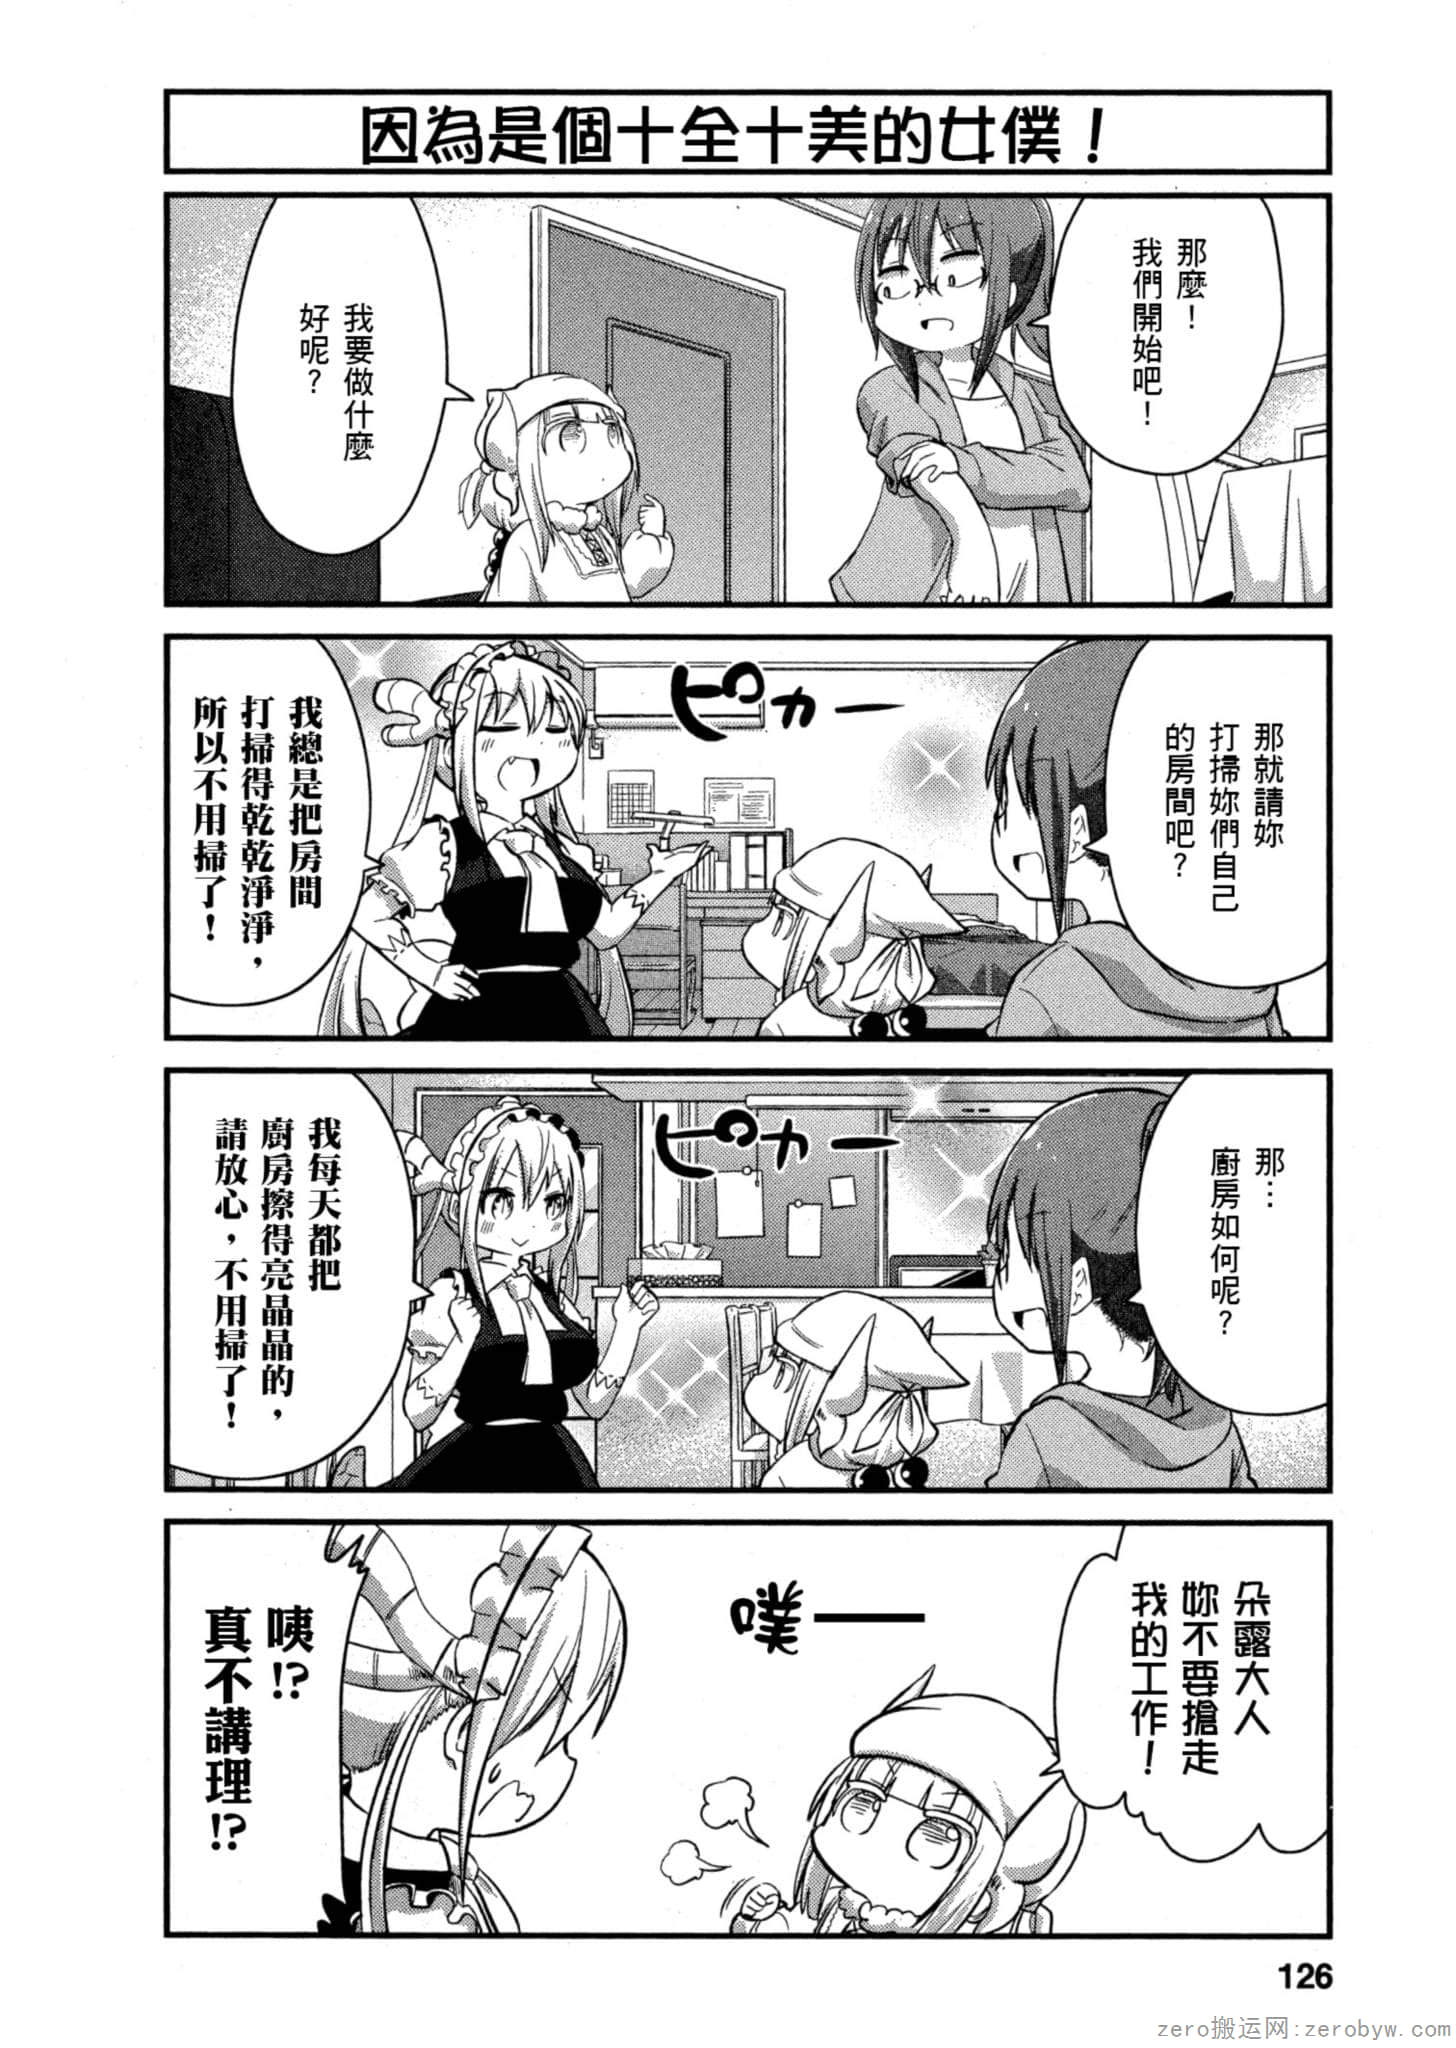 因為是個十全十美的女僕！
那麼！
我們開始吧！
我要做什麼
好呢？
那就請妳
打掃妳們自己
的房間吧？
ピカー
我總是把房間
打掃得乾乾淨淨，
所以不用掃了！
那…
廚房如何呢？
ピカー
我每天都把
廚房擦得亮晶晶的，
請放心，不用掃了！
朵露大人
妳不要搶走
我的工作！
噗──
咦！？
真不講理！？
126
zero搬运网:zerobyw.com